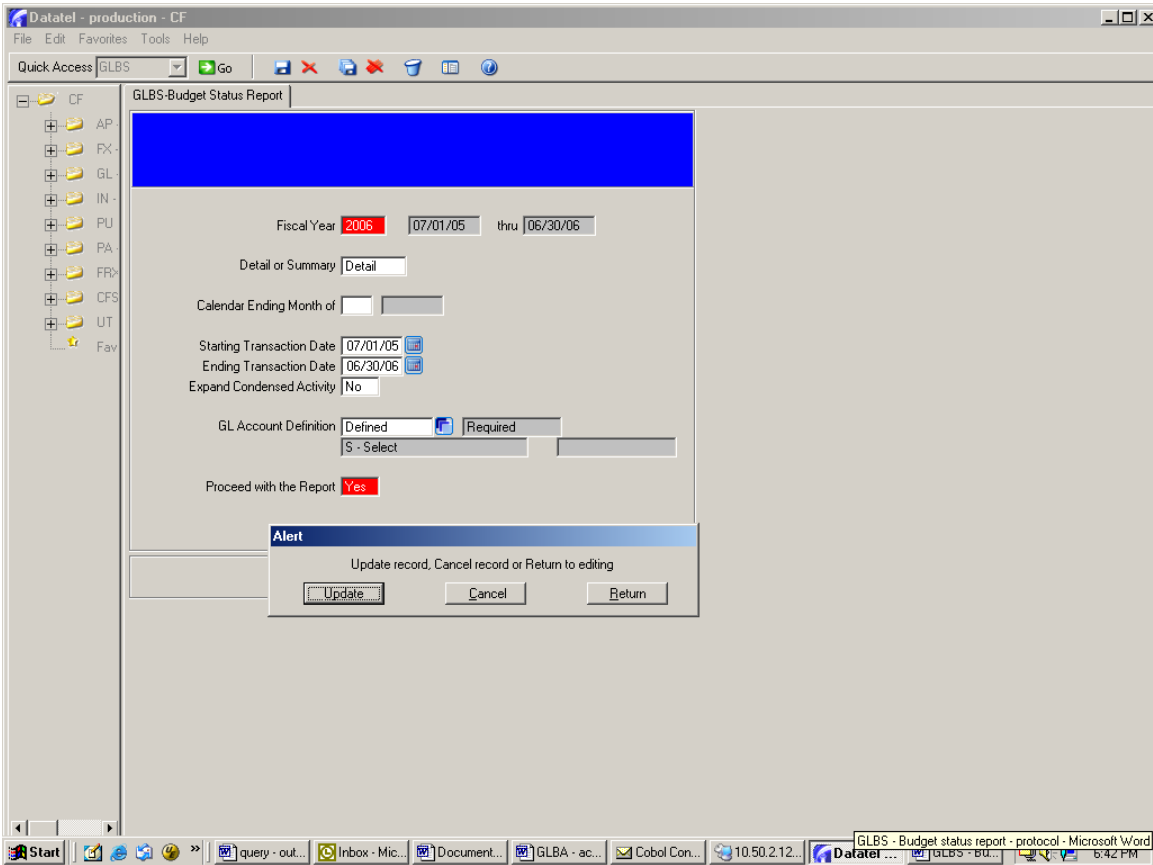 Datatel - production - CF
File Edit Favorites Tools Help
Quick Access GLBS Go
CF
AP -
FX -
GL -
IN -
PU
PA -
FRX
CFS
UT
Fav
GLBS-Budget Status Report
Fiscal Year 2006 07/01/05 thru 06/30/06
Detail or Summary Detail
Calendar Ending Month of
Starting Transaction Date 07/01/05
Ending Transaction Date 06/30/06
Expand Condensed Activity No
GL Account Definition Defined Required
S - Select
Proceed with the Report Yes
Alert
Update record, Cancel record or Return to editing
Update Cancel Return
GLBS - Budget status report - protocol - Microsoft Word
Start query - out... Inbox - Mic... Document... GLBA - ac... Cobol Con... 10.50.2.12... Datatel ... GLBS - Bu... 6:42 PM